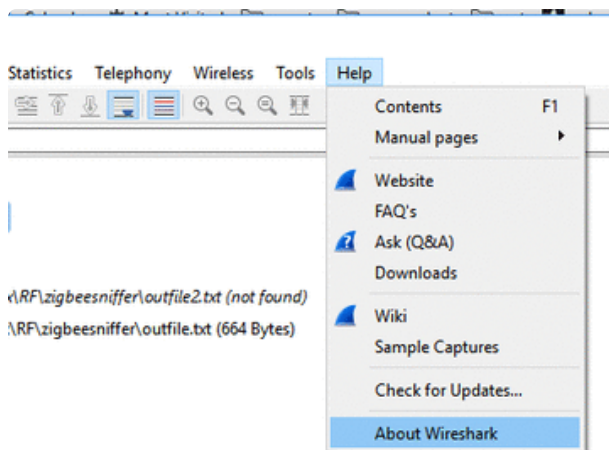 Statistics Telephony Wireless Tools Help
Contents F1
Manual pages
Website
FAQ's
Ask (Q&A)
Downloads
\RF\zigbeesniffer\outfile2.txt (not found)
\RF\zigbeesniffer\outfile.txt (664 Bytes)
Wiki
Sample Captures
Check for Updates...
About Wireshark